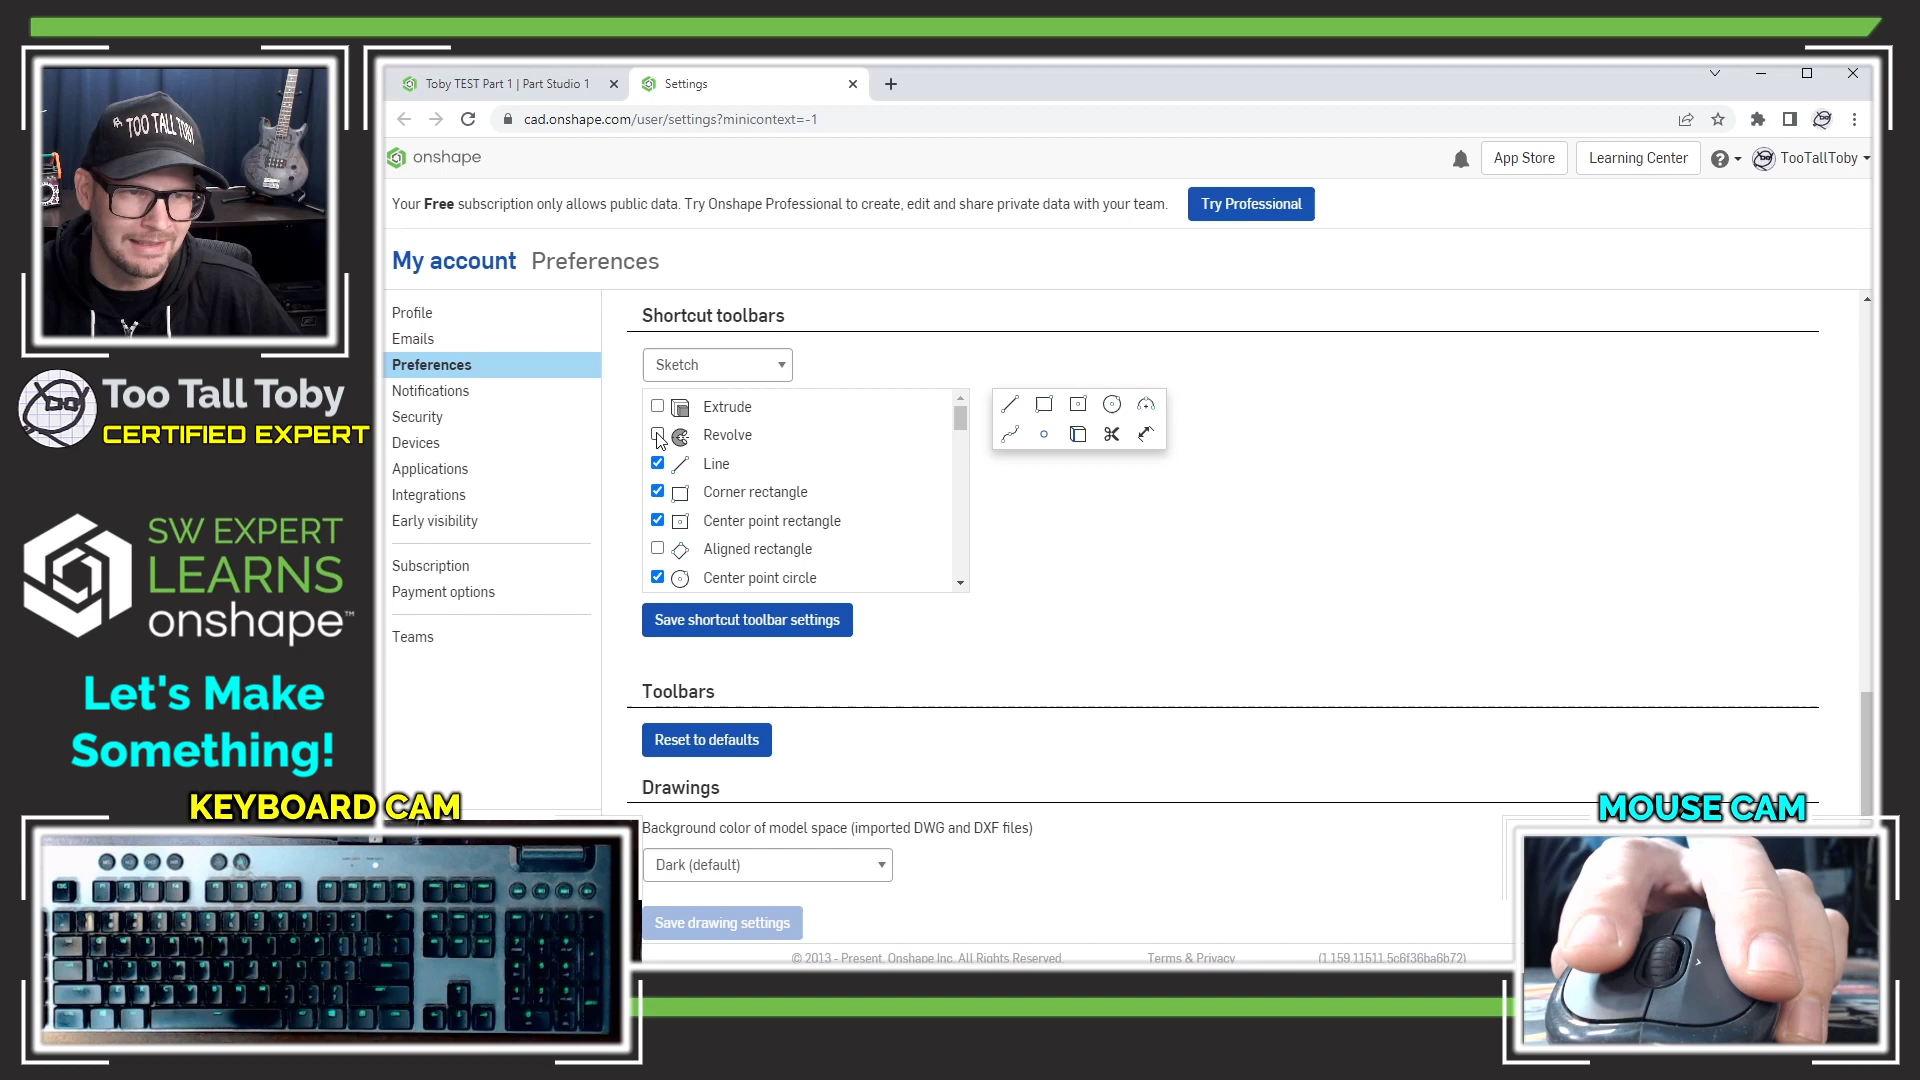 Toby TEST Part 1 | Part Studio 1
Settings
cad.onshape.com/user/settings?minicontext=-1
onshape
App Store
Learning Center
TooTallToby
Your Free subscription only allows public data. Try Onshape Professional to create, edit and share private data with your team.
Try Professional
My account Preferences
Profile
Emails
Preferences
Notifications
Security
Devices
Applications
Integrations
Early visibility
Subscription
Payment options
Teams
Shortcut toolbars
Sketch
Extrude
Revolve
Line
Corner rectangle
Center point rectangle
Aligned rectangle
Center point circle
Save shortcut toolbar settings
Toolbars
Reset to defaults
Drawings
Background color of model space (imported DWG and DXF files)
Dark (default)
Save drawing settings
© 2013 - Present, Onshape Inc. All Rights Reserved.
Terms & Privacy
(1.159.11511.5c6f36ba6b72)
TOO TALL TOBY
Too Tall Toby
CERTIFIED EXPERT
SW EXPERT
LEARNS
onshape™
Let's Make
Something!
KEYBOARD CAM
MOUSE CAM